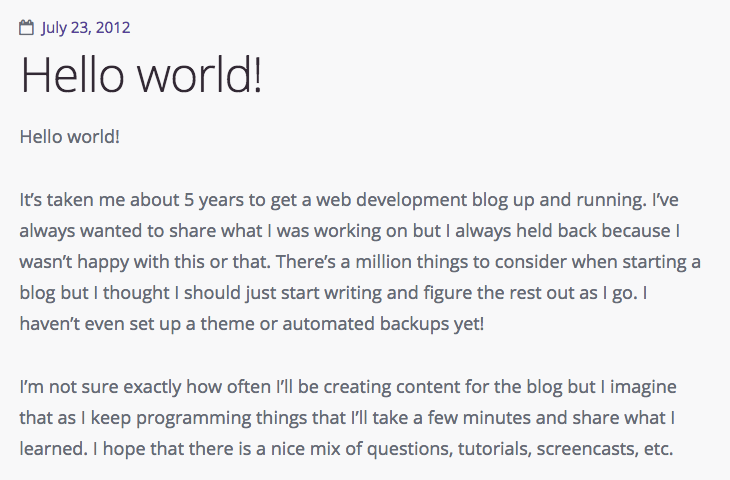 July 23, 2012
Hello world!
Hello world!
It’s taken me about 5 years to get a web development blog up and running. I’ve
always wanted to share what I was working on but I always held back because I
wasn’t happy with this or that. There’s a million things to consider when starting a
blog but I thought I should just start writing and figure the rest out as I go. I
haven’t even set up a theme or automated backups yet!
I’m not sure exactly how often I’ll be creating content for the blog but I imagine
that as I keep programming things that I’ll take a few minutes and share what I
learned. I hope that there is a nice mix of questions, tutorials, screencasts, etc.